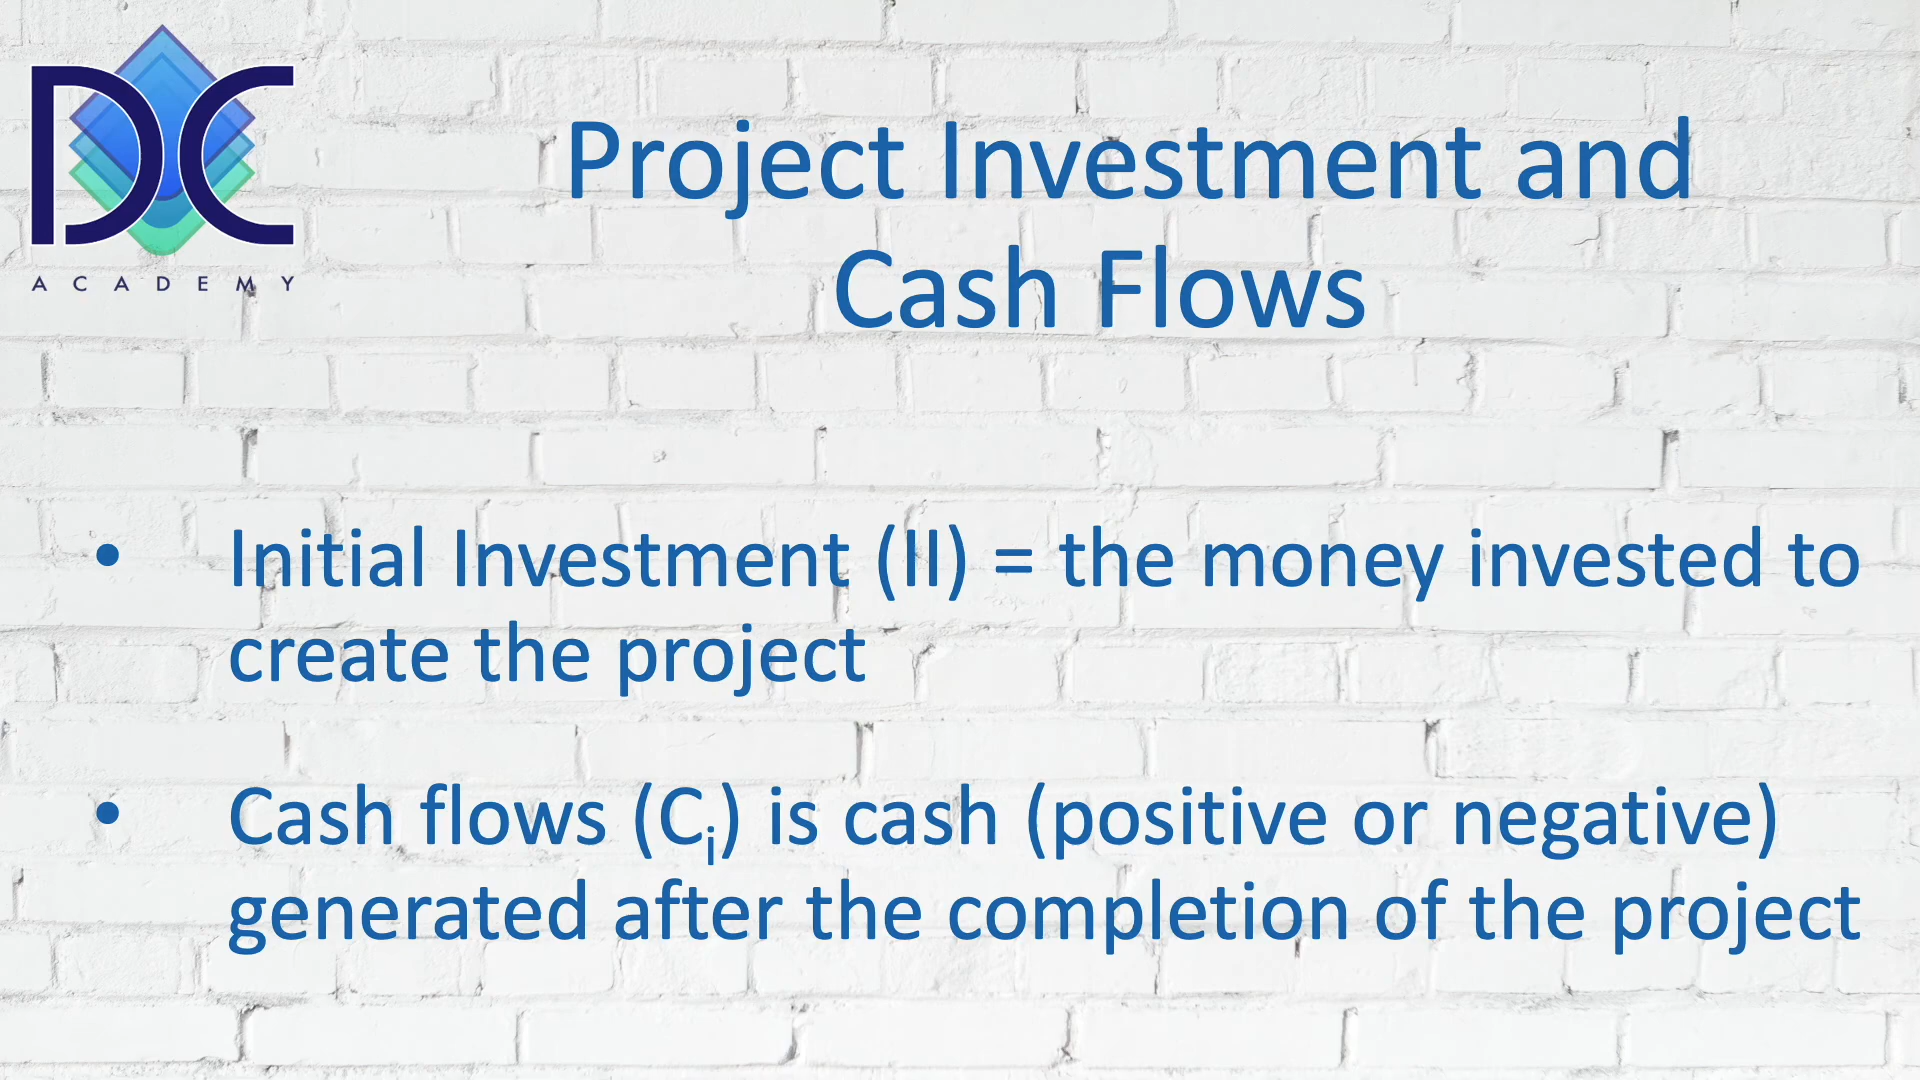 DC
ACADEMY
Project Investment and
Cash Flows
• Initial Investment (II) = the money invested to
create the project
• Cash flows (Cᵢ) is cash (positive or negative)
generated after the completion of the project